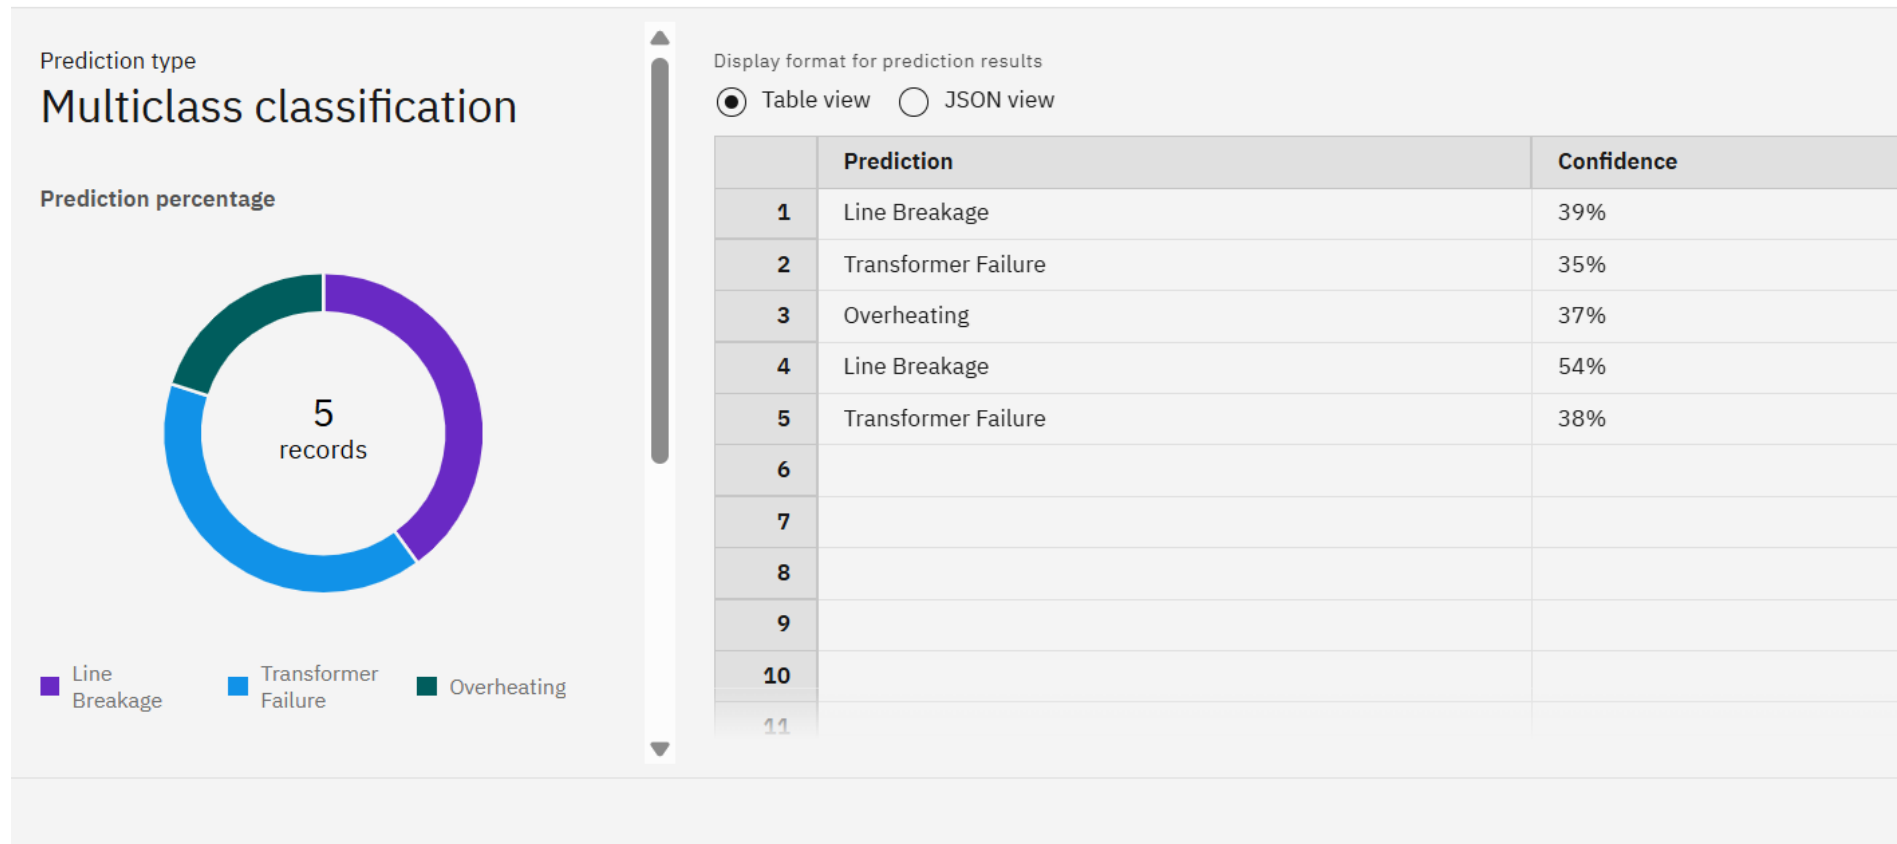 Prediction type
Multiclass classification
Prediction percentage
5
records
Line
Breakage
Transformer
Failure
Overheating
Display format for prediction results
Table view JSON view
Prediction Confidence
1 Line Breakage 39%
2 Transformer Failure 35%
3 Overheating 37%
4 Line Breakage 54%
5 Transformer Failure 38%
6
7
8
9
10
11